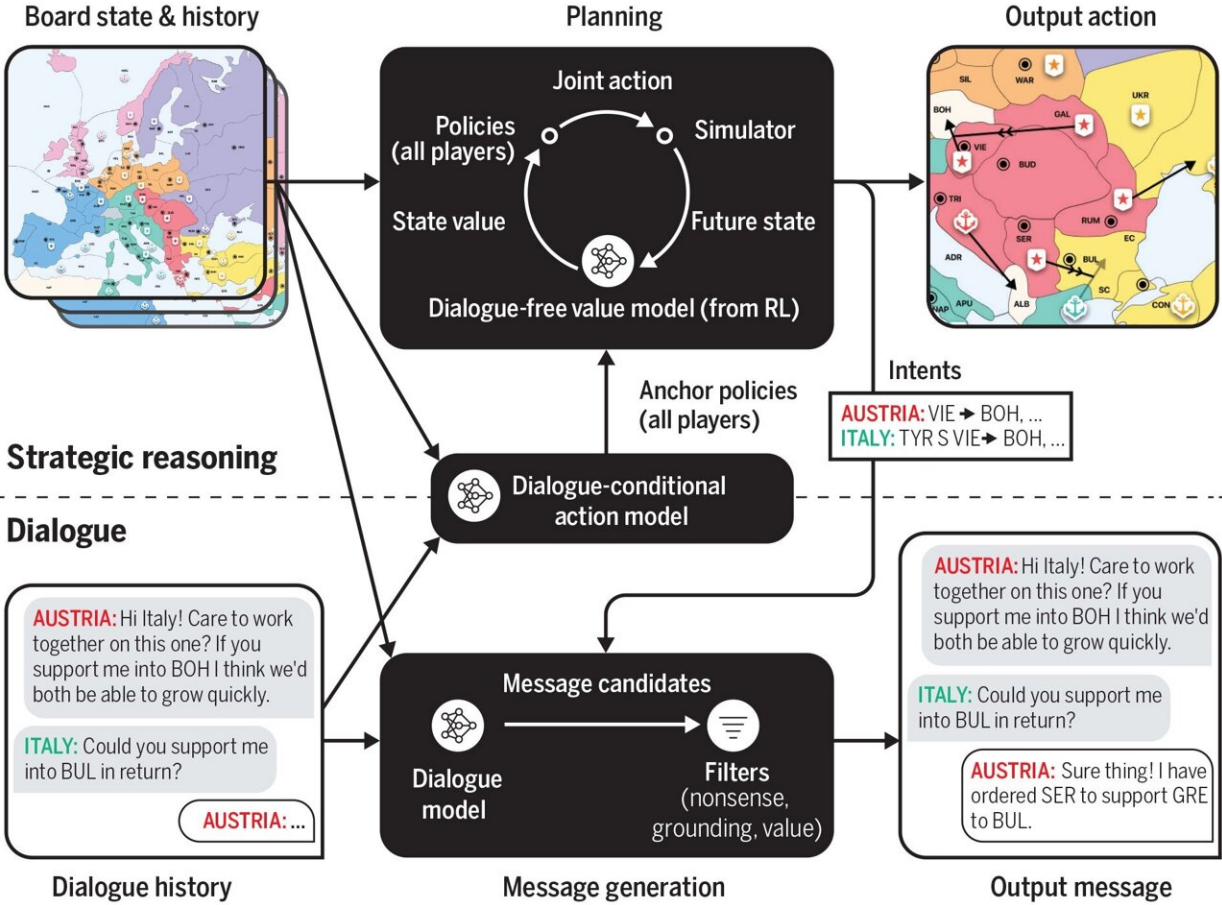 Board state & history
Planning
Output action
Joint action
Policies
(all players)
Simulator
State value
Future state
Dialogue-free value model (from RL)
SIL
WAR
BOH
GAL
UKR
VIE
BUD
TRI
RUM
SER
EC
ADR
BUL
SC
ALB
NAP
APU
CON
Anchor policies
(all players)
Intents
AUSTRIA: VIE → BOH, ...
ITALY: TYR S VIE → BOH, ...
Strategic reasoning
Dialogue-conditional
action model
Dialogue
AUSTRIA: Hi Italy! Care to work
together on this one? If you
support me into BOH I think we'd
both be able to grow quickly.
ITALY: Could you support me
into BUL in return?
AUSTRIA: ...
Message candidates
Dialogue
model
Filters
(nonsense,
grounding, value)
AUSTRIA: Hi Italy! Care to work
together on this one? If you
support me into BOH I think we'd
both be able to grow quickly.
ITALY: Could you support me
into BUL in return?
AUSTRIA: Sure thing! I have
ordered SER to support GRE
to BUL.
Dialogue history
Message generation
Output message